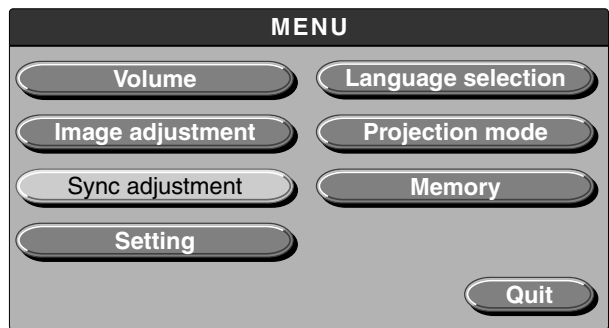 MENU
Volume
Language selection
Image adjustment
Projection mode
Sync adjustment
Memory
Setting
Quit